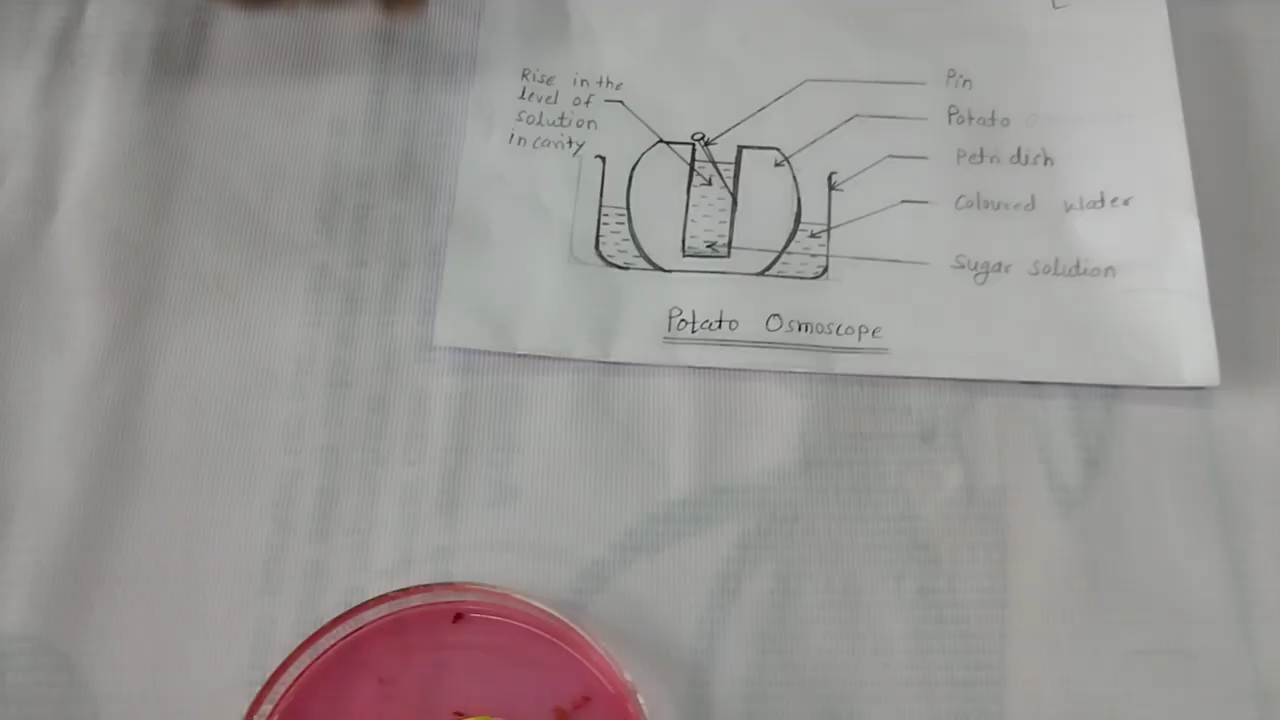 Rise in the
level of
solution
in cavity
Pin
Potato
Petri dish
Coloured Water
Sugar solution
Potato Osmoscope